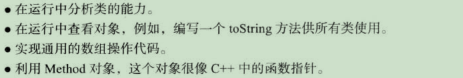 ● 在运行中分析类的能力。
● 在运行中查看对象，例如，编写一个 toString 方法供所有类使用。
● 实现通用的数组操作代码。
● 利用 Method 对象，这个对象很像 C++ 中的函数指针。